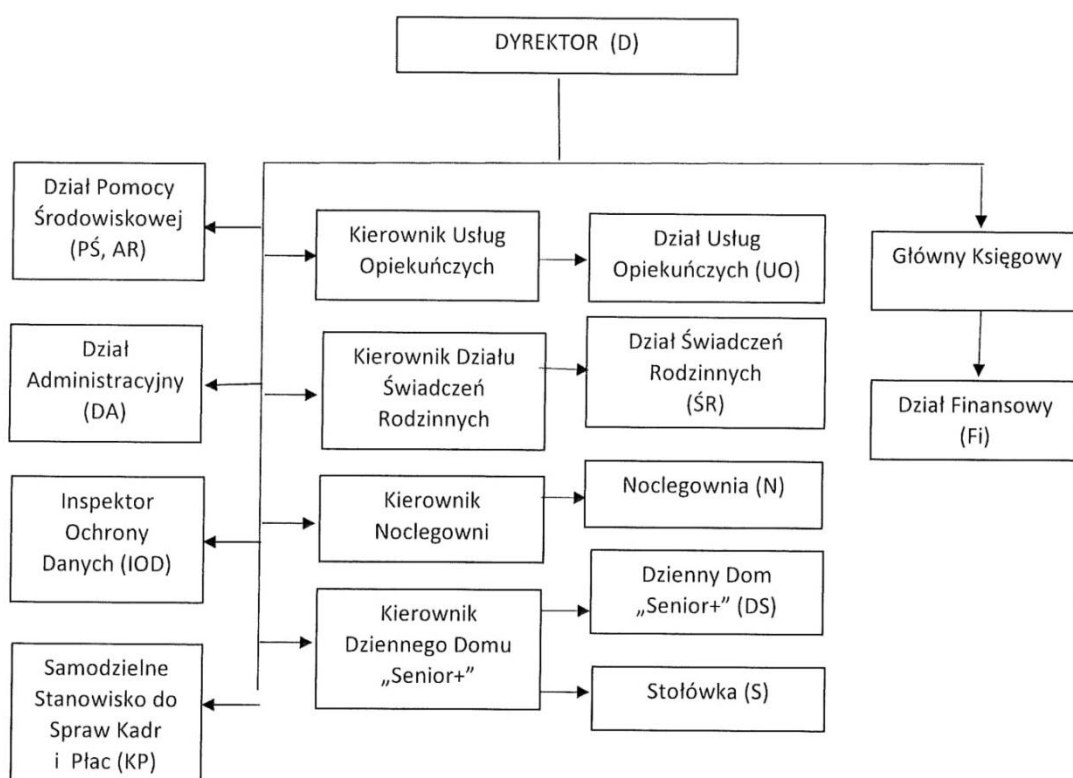 DYREKTOR (D)
Dział Pomocy
Środowiskowej
(PŚ, AR)
Kierownik Usług
Opiekuńczych
Dział Usług
Opiekuńczych (UO)
Główny Księgowy
Dział
Administracyjny
(DA)
Kierownik Działu
Świadczeń
Rodzinnych
Dział Świadczeń
Rodzinnych
(ŚR)
Dział Finansowy
(Fi)
Inspektor
Ochrony
Danych (IOD)
Kierownik
Noclegowni
Noclegownia (N)
Kierownik
Dziennego Domu
„Senior+”
Dzienny Dom
„Senior+” (DS)
Stołówka (S)
Samodzielne
Stanowisko do
Spraw Kadr
i Płac (KP)